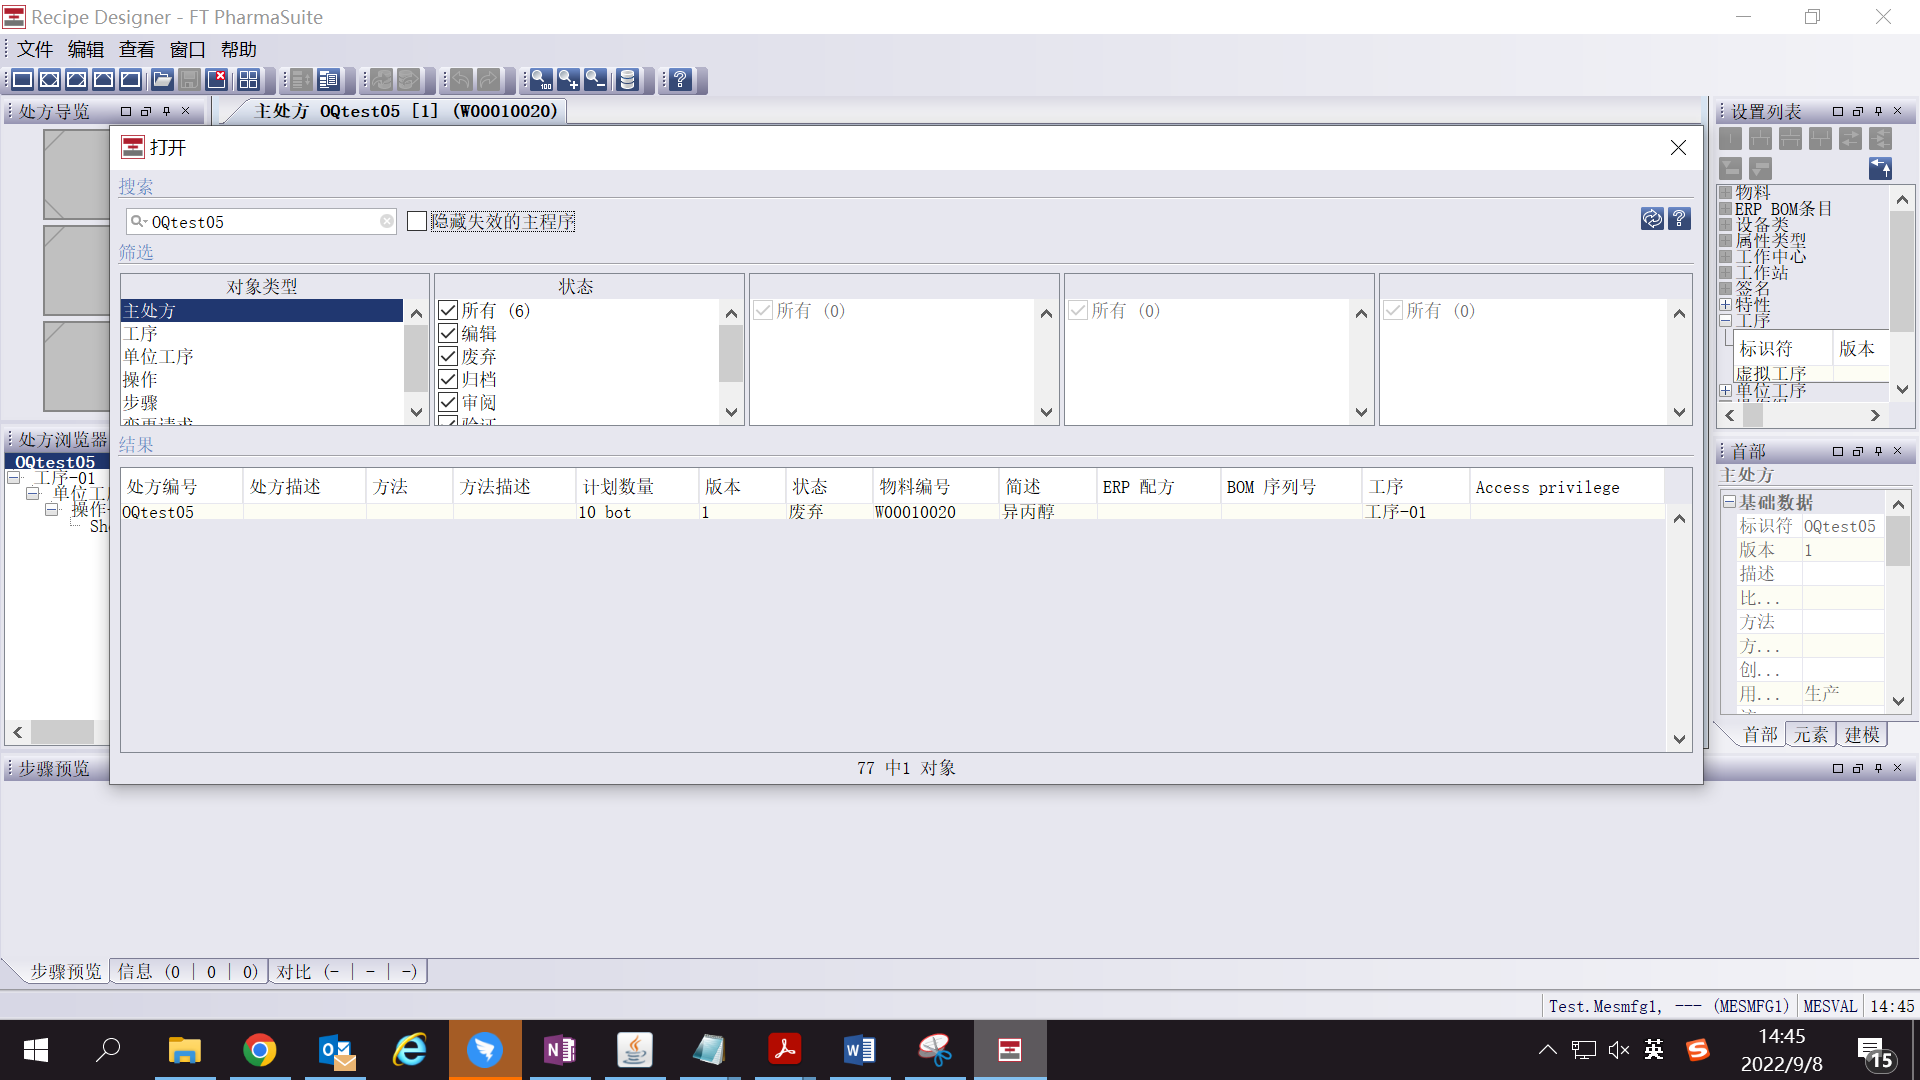 Recipe Designer - FT PharmaSuite
文件 编辑 查看 窗口 帮助
处方导览
主处方 OQtest05 [1] (W00010020)
设置列表
打开
搜索
OQtest05
隐藏失效的主程序
筛选
对象类型
主处方
工序
单位工序
操作
步骤
变更请求
状态
所有 (6)
编辑
废弃
归档
审阅
验证
所有 (0)
所有 (0)
所有 (0)
结果
处方编号 处方描述 方法 方法描述 计划数量 版本 状态 物料编号 简述 ERP 配方 BOM 序列号 工序 Access privilege
OQtest05 10 bot 1 废弃 W00010020 异丙醇 工序-01
77 中1 对象
处方浏览器
OQtest05
工序-01
单位工
操作
Sh
物料
ERP BOM条目
设备类
属性类型
工作中心
工作站
签名
特性
工序
标识符 版本
虚拟工序
单位工序
首部
主处方
基础数据
标识符 OQtest05
版本 1
描述
比...
方法
方...
创...
用... 生产
首部 元素 建模
步骤预览
步骤预览 信息 (0 | 0 | 0) 对比 (- | - | -)
Test.Mesmfg1, --- (MESMFG1) MESVAL 14:45
英
14:45
2022/9/8
15